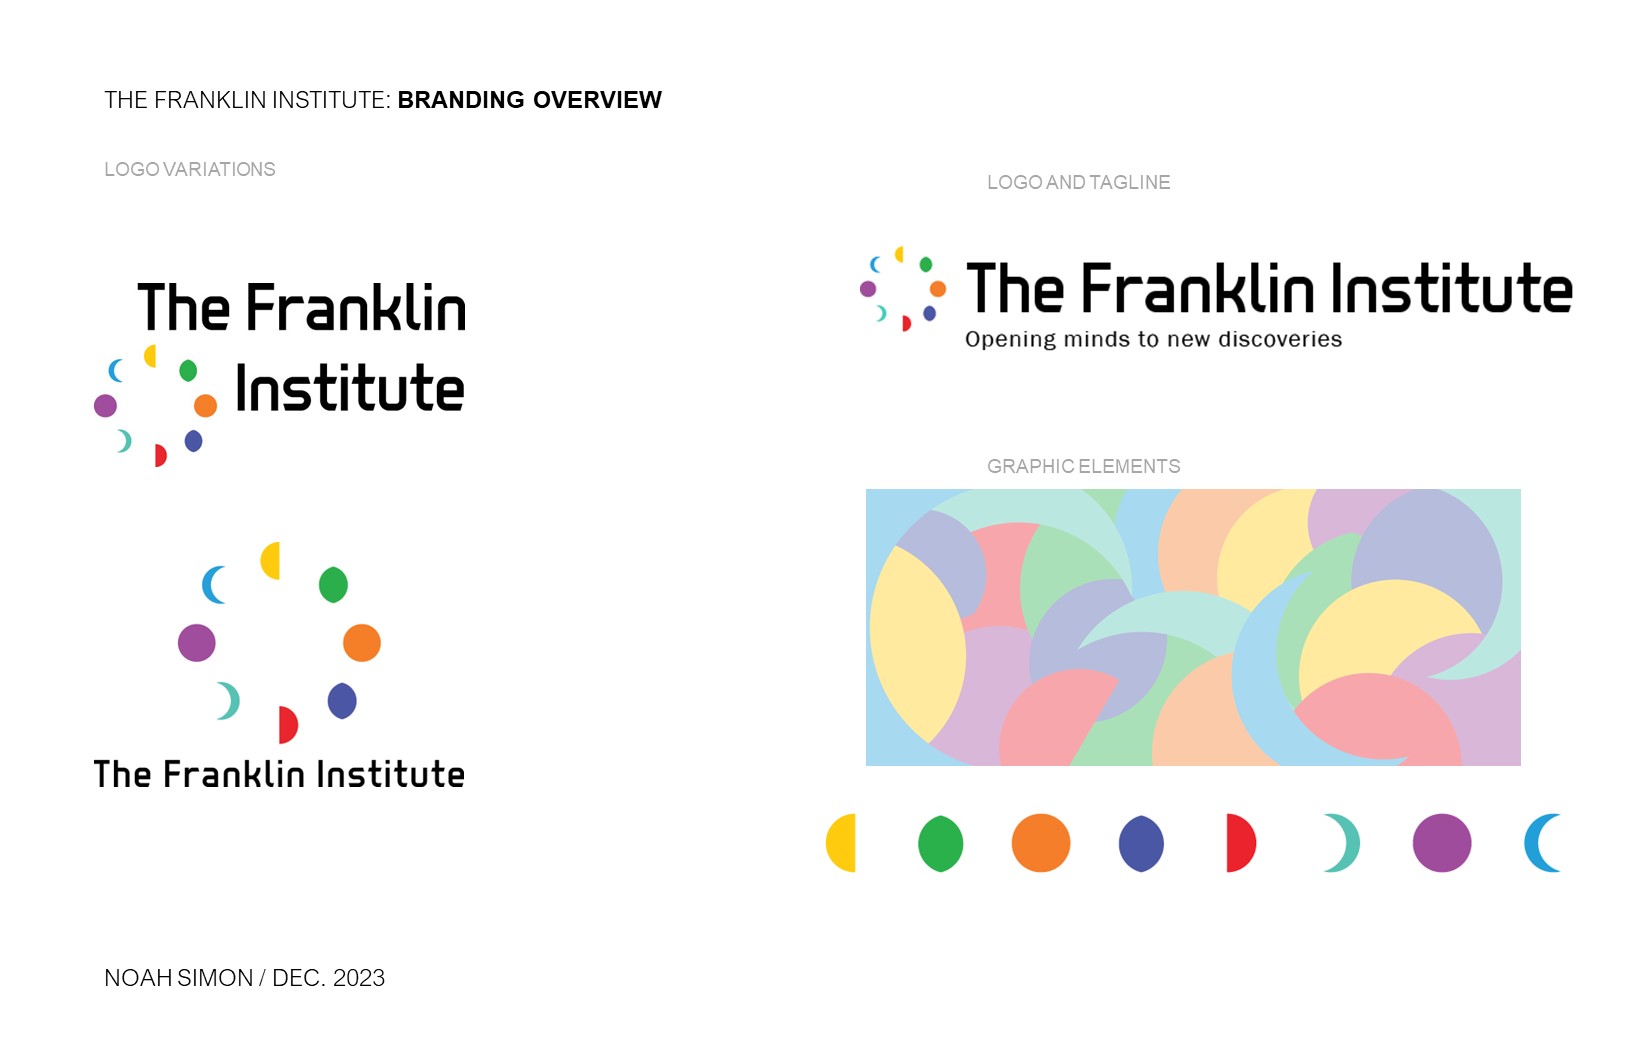 THE FRANKLIN INSTITUTE: BRANDING OVERVIEW
LOGO VARIATIONS
The Franklin
Institute
The Franklin Institute
LOGO AND TAGLINE
The Franklin Institute
Opening minds to new discoveries
GRAPHIC ELEMENTS
NOAH SIMON / DEC. 2023